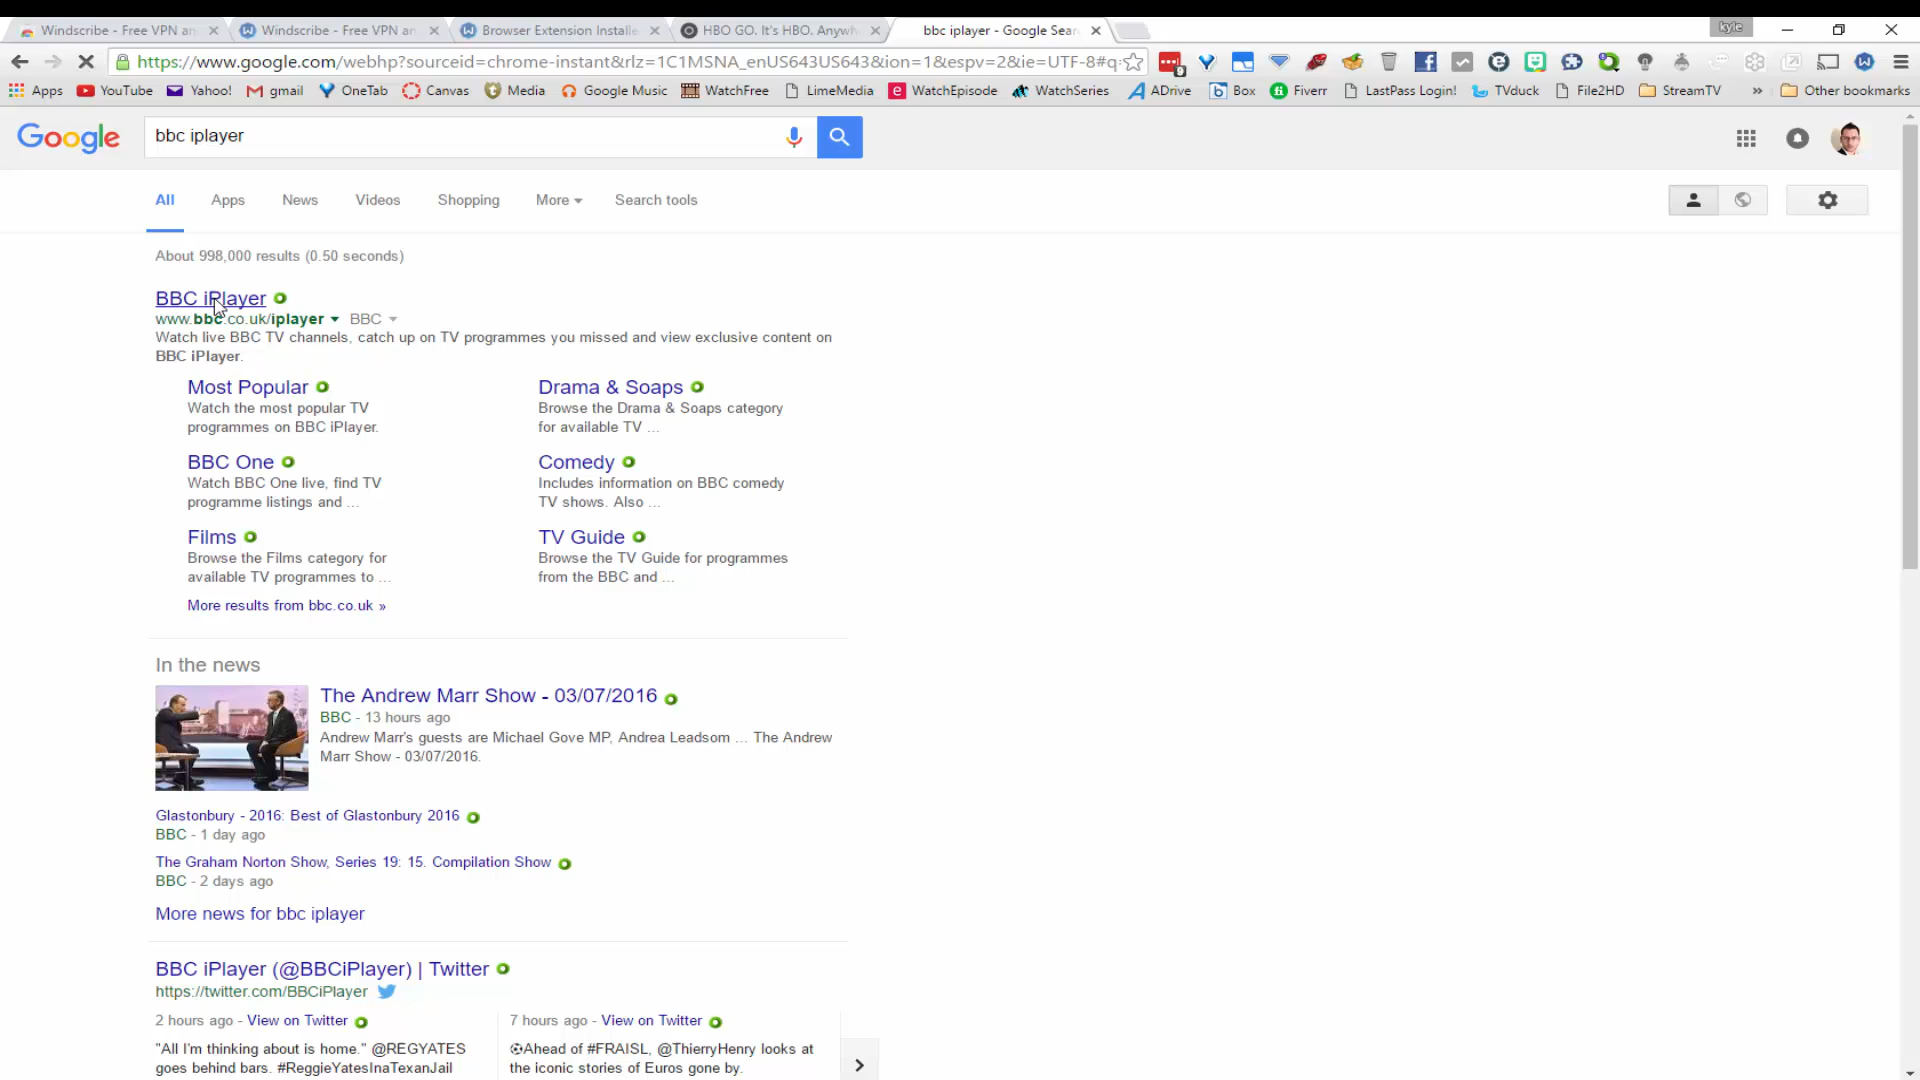 Windscribe - Free VPN an
Windscribe - Free VPN an
Browser Extension Installe
HBO GO. It's HBO. Anywh
bbc iplayer - Google Sear
kyle
https://www.google.com/webhp?sourceid=chrome-instant&rlz=1C1MSNA_enUS643US643&ion=1&espv=2&ie=UTF-8#q=
Apps YouTube Yahoo! gmail OneTab Canvas Media Google Music WatchFree LimeMedia WatchEpisode WatchSeries ADrive Box Fiverr LastPass Login! TVduck File2HD StreamTV » Other bookmarks
Google bbc iplayer
All Apps News Videos Shopping More Search tools
About 998,000 results (0.50 seconds)
BBC iPlayer
www.bbc.co.uk/iplayer BBC
Watch live BBC TV channels, catch up on TV programmes you missed and view exclusive content on
BBC iPlayer.
Most Popular
Watch the most popular TV
programmes on BBC iPlayer.
Drama & Soaps
Browse the Drama & Soaps category
for available TV ...
BBC One
Watch BBC One live, find TV
programme listings and ...
Comedy
Includes information on BBC comedy
TV shows. Also ...
Films
Browse the Films category for
available TV programmes to ...
TV Guide
Browse the TV Guide for programmes
from the BBC and ...
More results from bbc.co.uk »
In the news
The Andrew Marr Show - 03/07/2016
BBC - 13 hours ago
Andrew Marr's guests are Michael Gove MP, Andrea Leadsom ... The Andrew
Marr Show - 03/07/2016.
Glastonbury - 2016: Best of Glastonbury 2016
BBC - 1 day ago
The Graham Norton Show, Series 19: 15. Compilation Show
BBC - 2 days ago
More news for bbc iplayer
BBC iPlayer (@BBCiPlayer) | Twitter
https://twitter.com/BBCiPlayer
2 hours ago - View on Twitter
"All I'm thinking about is home." @REGYATES
goes behind bars. #ReggieYatesInaTexanJail
7 hours ago - View on Twitter
⚽Ahead of #FRAISL, @ThierryHenry looks at
the iconic stories of Euros gone by.